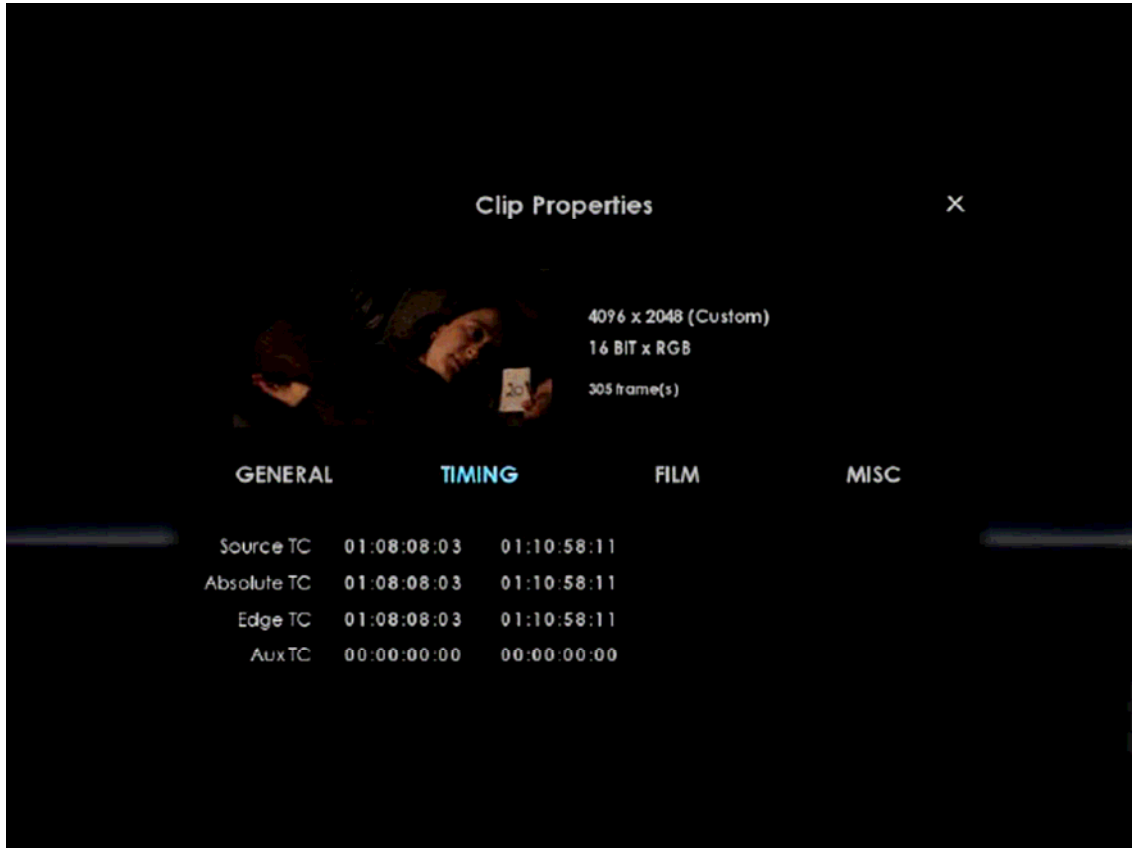 Clip Properties ×
4096 x 2048 (Custom)
16 BIT x RGB
20
305 frame(s)
GENERAL TIMING FILM MISC
Source TC 01:08:08:03 01:10:58:11
Absolute TC 01:08:08:03 01:10:58:11
Edge TC 01:08:08:03 01:10:58:11
Aux TC 00:00:00:00 00:00:00:00